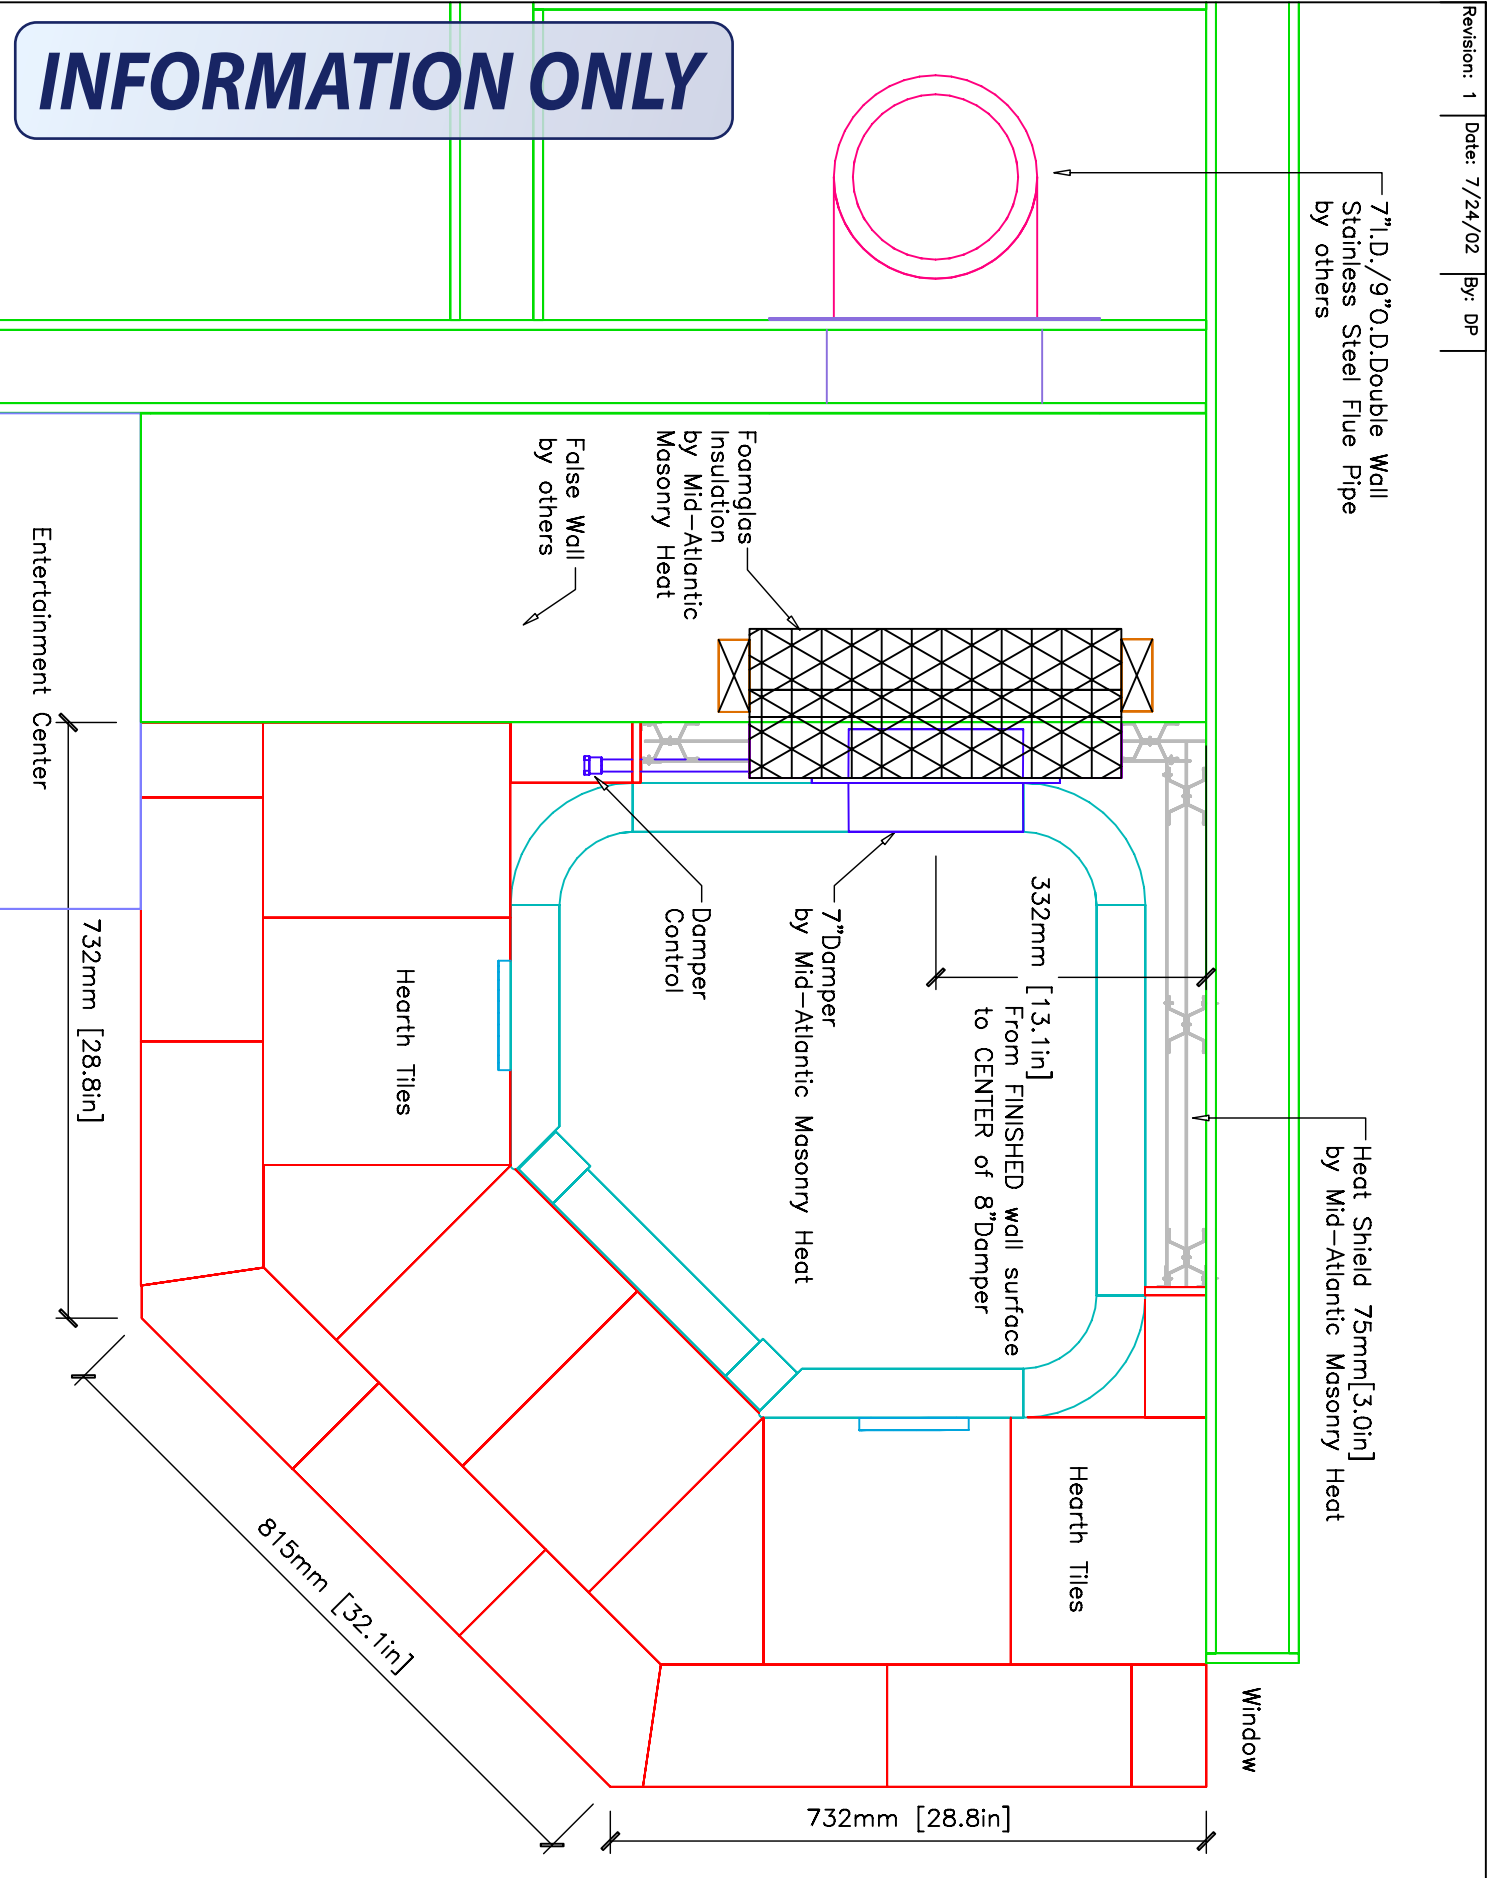 INFORMATION ONLY
Revision: 1
Date: 7/24/02
By: DP
7"I.D./9"O.D.Double Wall
Stainless Steel Flue Pipe
by others
Foamglas
Insulation
by Mid-Atlantic
Masonry Heat
False Wall
by others
Entertainment Center
732mm [28.8in]
Hearth Tiles
Damper
Control
7"Damper
by Mid-Atlantic Masonry Heat
332mm [13.1in]
From FINISHED wall surface
to CENTER of 8"Damper
Heat Shield 75mm[3.0in]
by Mid-Atlantic Masonry Heat
Hearth Tiles
Window
815mm [32.1in]
732mm [28.8in]